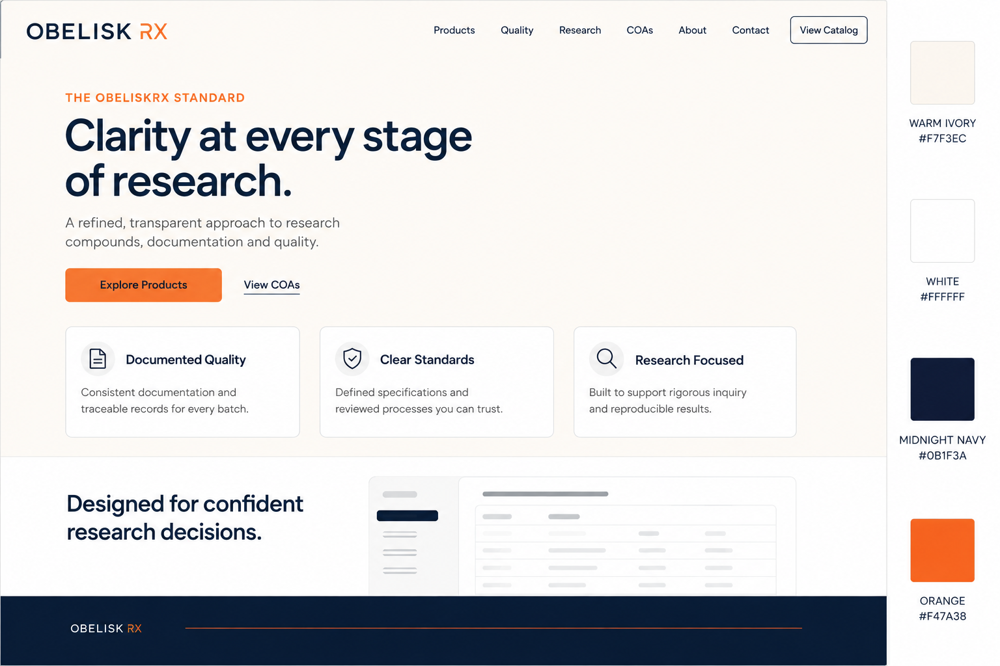 OBELISK RX
Products
Quality
Research
COAs
About
Contact
View Catalog
THE OBELISKRX STANDARD
Clarity at every stage
of research.
A refined, transparent approach to research
compounds, documentation and quality.
Explore Products
View COAs
Documented Quality
Consistent documentation and
traceable records for every batch.
Clear Standards
Defined specifications and
reviewed processes you can trust.
Research Focused
Built to support rigorous inquiry
and reproducible results.
Designed for confident
research decisions.
OBELISK RX
WARM IVORY
#F7F3EC
WHITE
#FFFFFF
MIDNIGHT NAVY
#0B1F3A
ORANGE
#F47A38